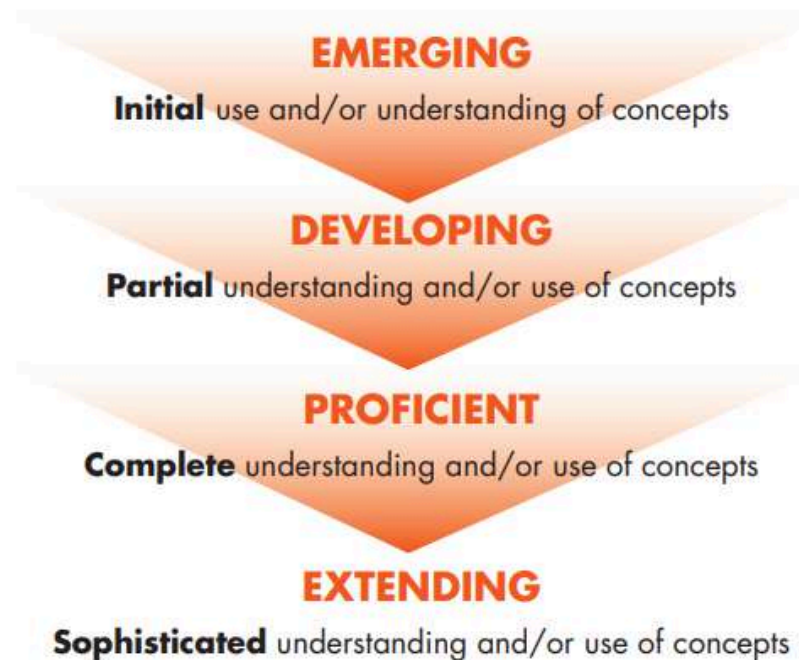 EMERGING
Initial use and/or understanding of concepts
DEVELOPING
Partial understanding and/or use of concepts
PROFICIENT
Complete understanding and/or use of concepts
EXTENDING
Sophisticated understanding and/or use of concepts